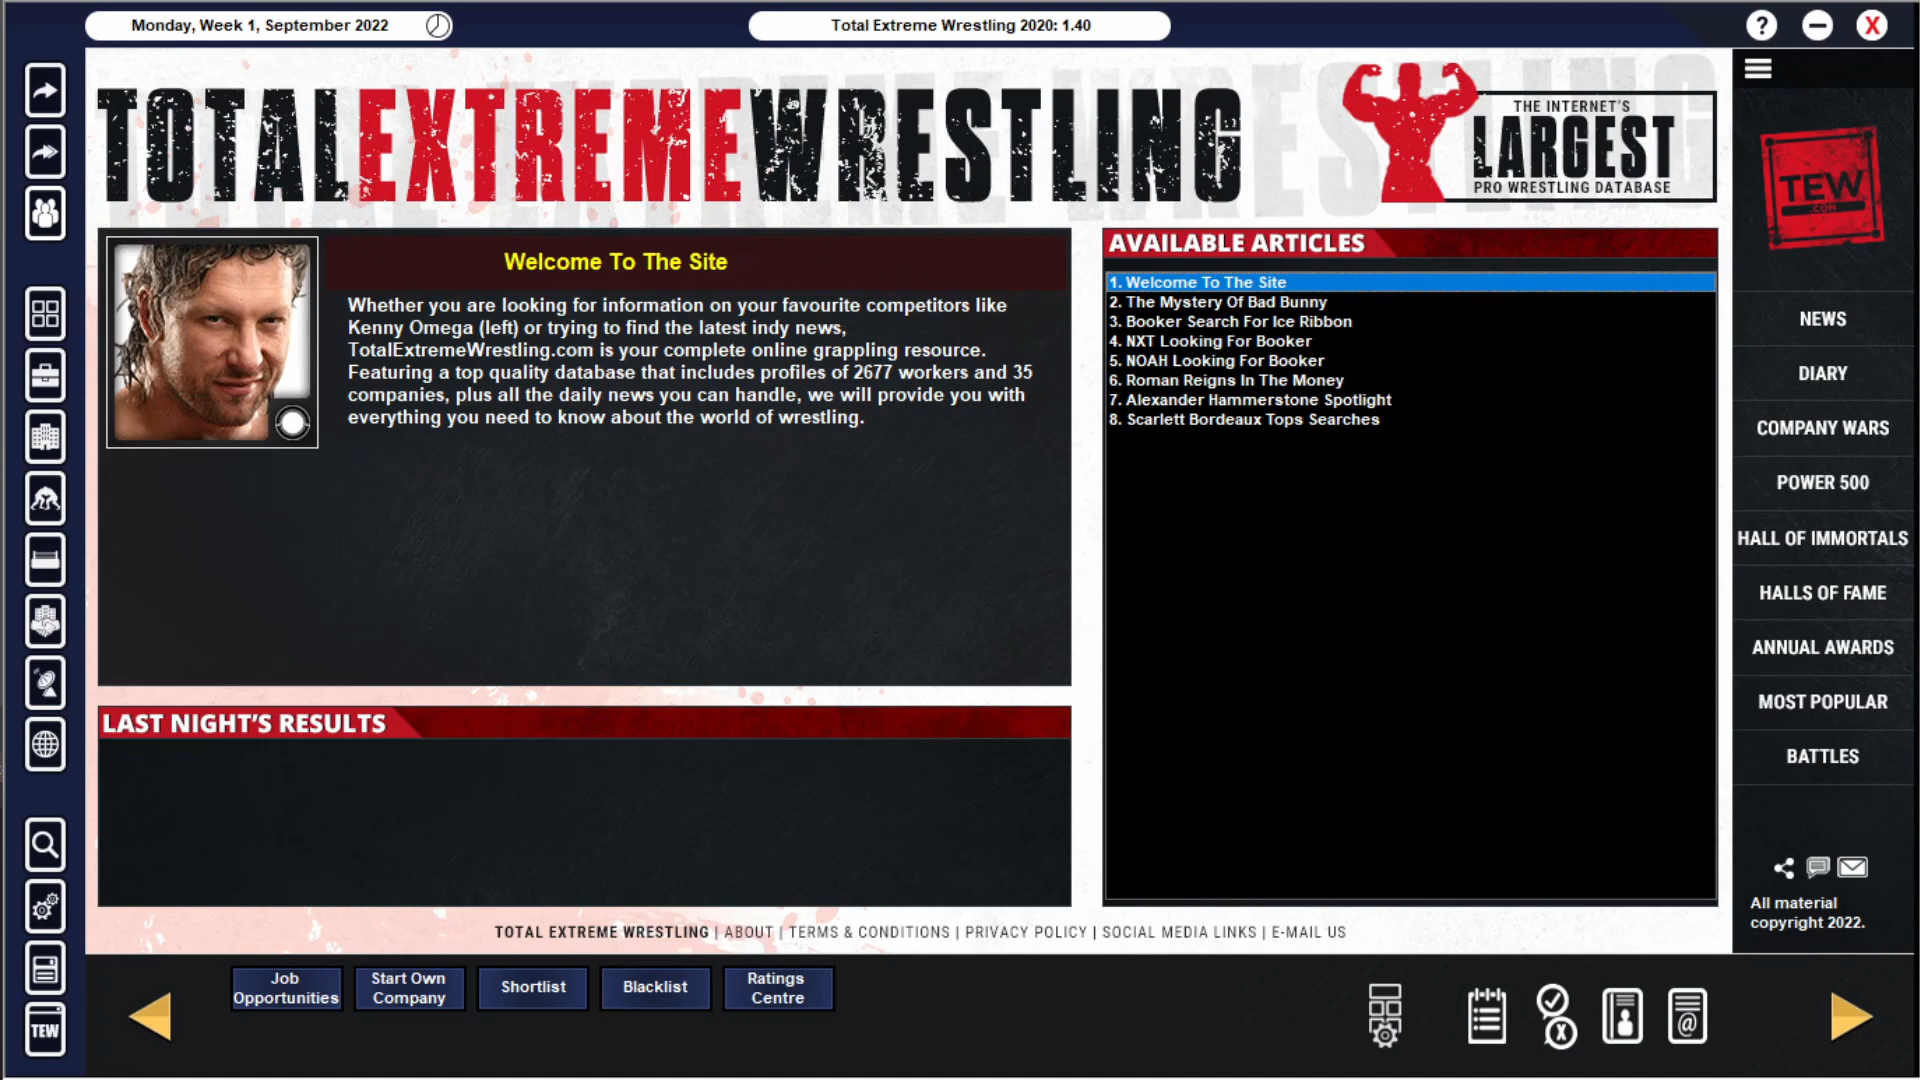 Monday, Week 1, September 2022
Total Extreme Wrestling 2020: 1.40
?
X
TOTALEXTREMEWRESTLING
THE INTERNET'S
LARGEST
PRO WRESTLING DATABASE
TEW
.COM
Welcome To The Site
Whether you are looking for information on your favourite competitors like
Kenny Omega (left) or trying to find the latest indy news,
TotalExtremeWrestling.com is your complete online grappling resource.
Featuring a top quality database that includes profiles of 2677 workers and 35
companies, plus all the daily news you can handle, we will provide you with
everything you need to know about the world of wrestling.
AVAILABLE ARTICLES
1. Welcome To The Site
2. The Mystery Of Bad Bunny
3. Booker Search For Ice Ribbon
4. NXT Looking For Booker
5. NOAH Looking For Booker
6. Roman Reigns In The Money
7. Alexander Hammerstone Spotlight
8. Scarlett Bordeaux Tops Searches
LAST NIGHT'S RESULTS
NEWS
DIARY
COMPANY WARS
POWER 500
HALL OF IMMORTALS
HALLS OF FAME
ANNUAL AWARDS
MOST POPULAR
BATTLES
All material
copyright 2022.
TOTAL EXTREME WRESTLING | ABOUT | TERMS & CONDITIONS | PRIVACY POLICY | SOCIAL MEDIA LINKS | E-MAIL US
Job
Opportunities
Start Own
Company
Shortlist
Blacklist
Ratings
Centre
TEW